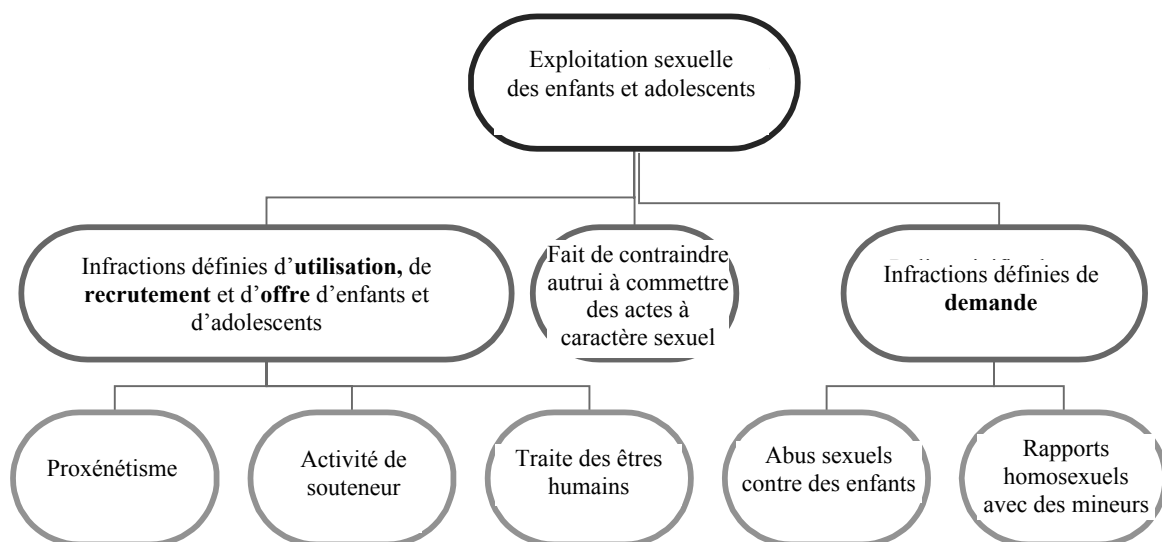 Exploitation sexuelle
des enfants et adolescents
Infractions définies d'utilisation, de
recrutement et d'offre d'enfants et
d'adolescents
Fait de contraindre
autrui à commettre
des actes à
caractère sexuel
Infractions définies de
demande
Proxénétisme
Activité de
souteneur
Traite des êtres
humains
Abus sexuels
contre des enfants
Rapports
homosexuels
avec des mineurs